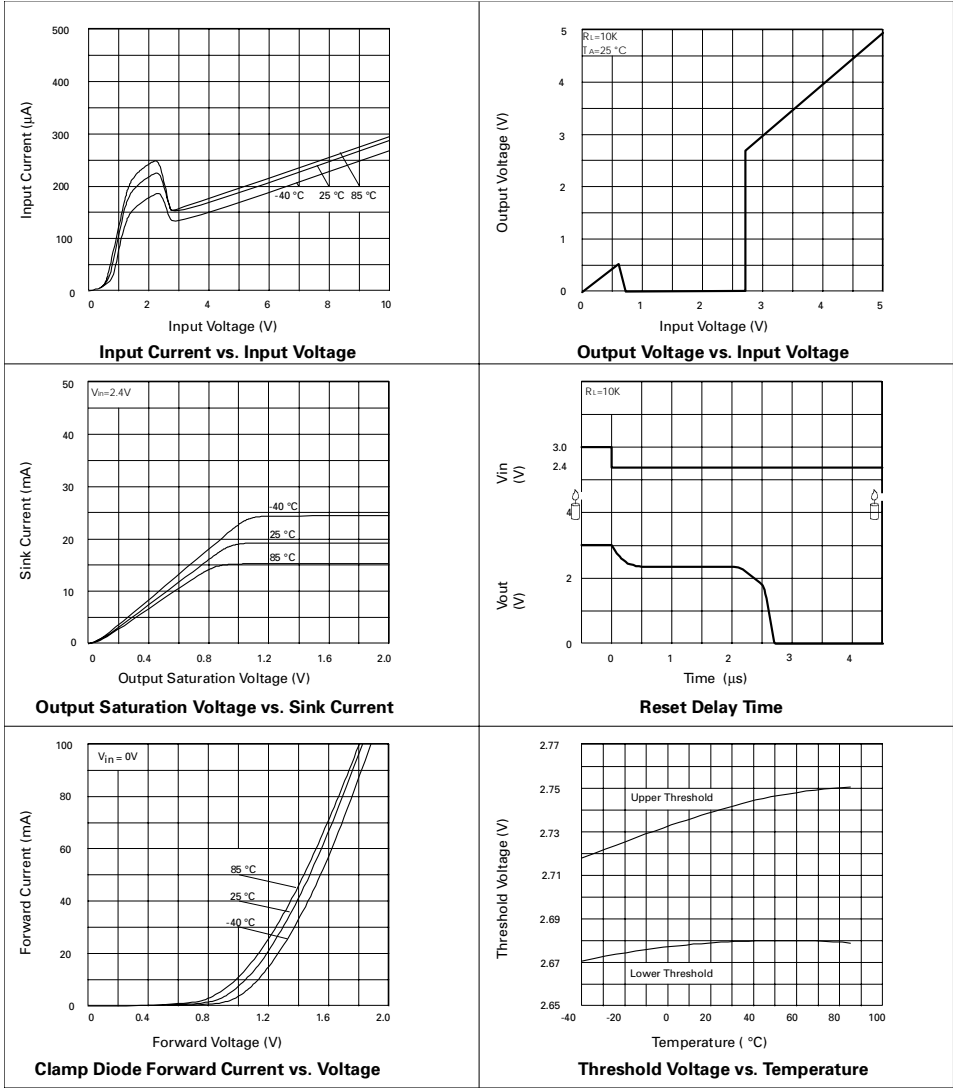 500
400
300
200
100
0
Input Current (µA)
-40 °C 25 °C 85 °C
0 2 4 6 8 10
Input Voltage (V)
Input Current vs. Input Voltage
RL=10K
TA=25 °C
5
4
3
2
1
0
Output Voltage (V)
0 1 2 3 4 5
Input Voltage (V)
Output Voltage vs. Input Voltage
Vin=2.4V
50
40
30
20
10
0
Sink Current (mA)
-40 °C
25 °C
85 °C
0 0.4 0.8 1.2 1.6 2.0
Output Saturation Voltage (V)
Output Saturation Voltage vs. Sink Current
RL=10K
3.0
2.4
Vin
(V)
4
2
0
Vout
(V)
0 1 2 3 4
Time (µs)
Reset Delay Time
Vin = 0V
100
80
60
40
20
0
Forward Current (mA)
85 °C
25 °C
-40 °C
0 0.4 0.8 1.2 1.6 2.0
Forward Voltage (V)
Clamp Diode Forward Current vs. Voltage
2.77
2.75
2.73
2.71
2.69
2.67
2.65
Threshold Voltage (V)
Upper Threshold
Lower Threshold
-40 -20 0 20 40 60 80 100
Temperature ( °C)
Threshold Voltage vs. Temperature